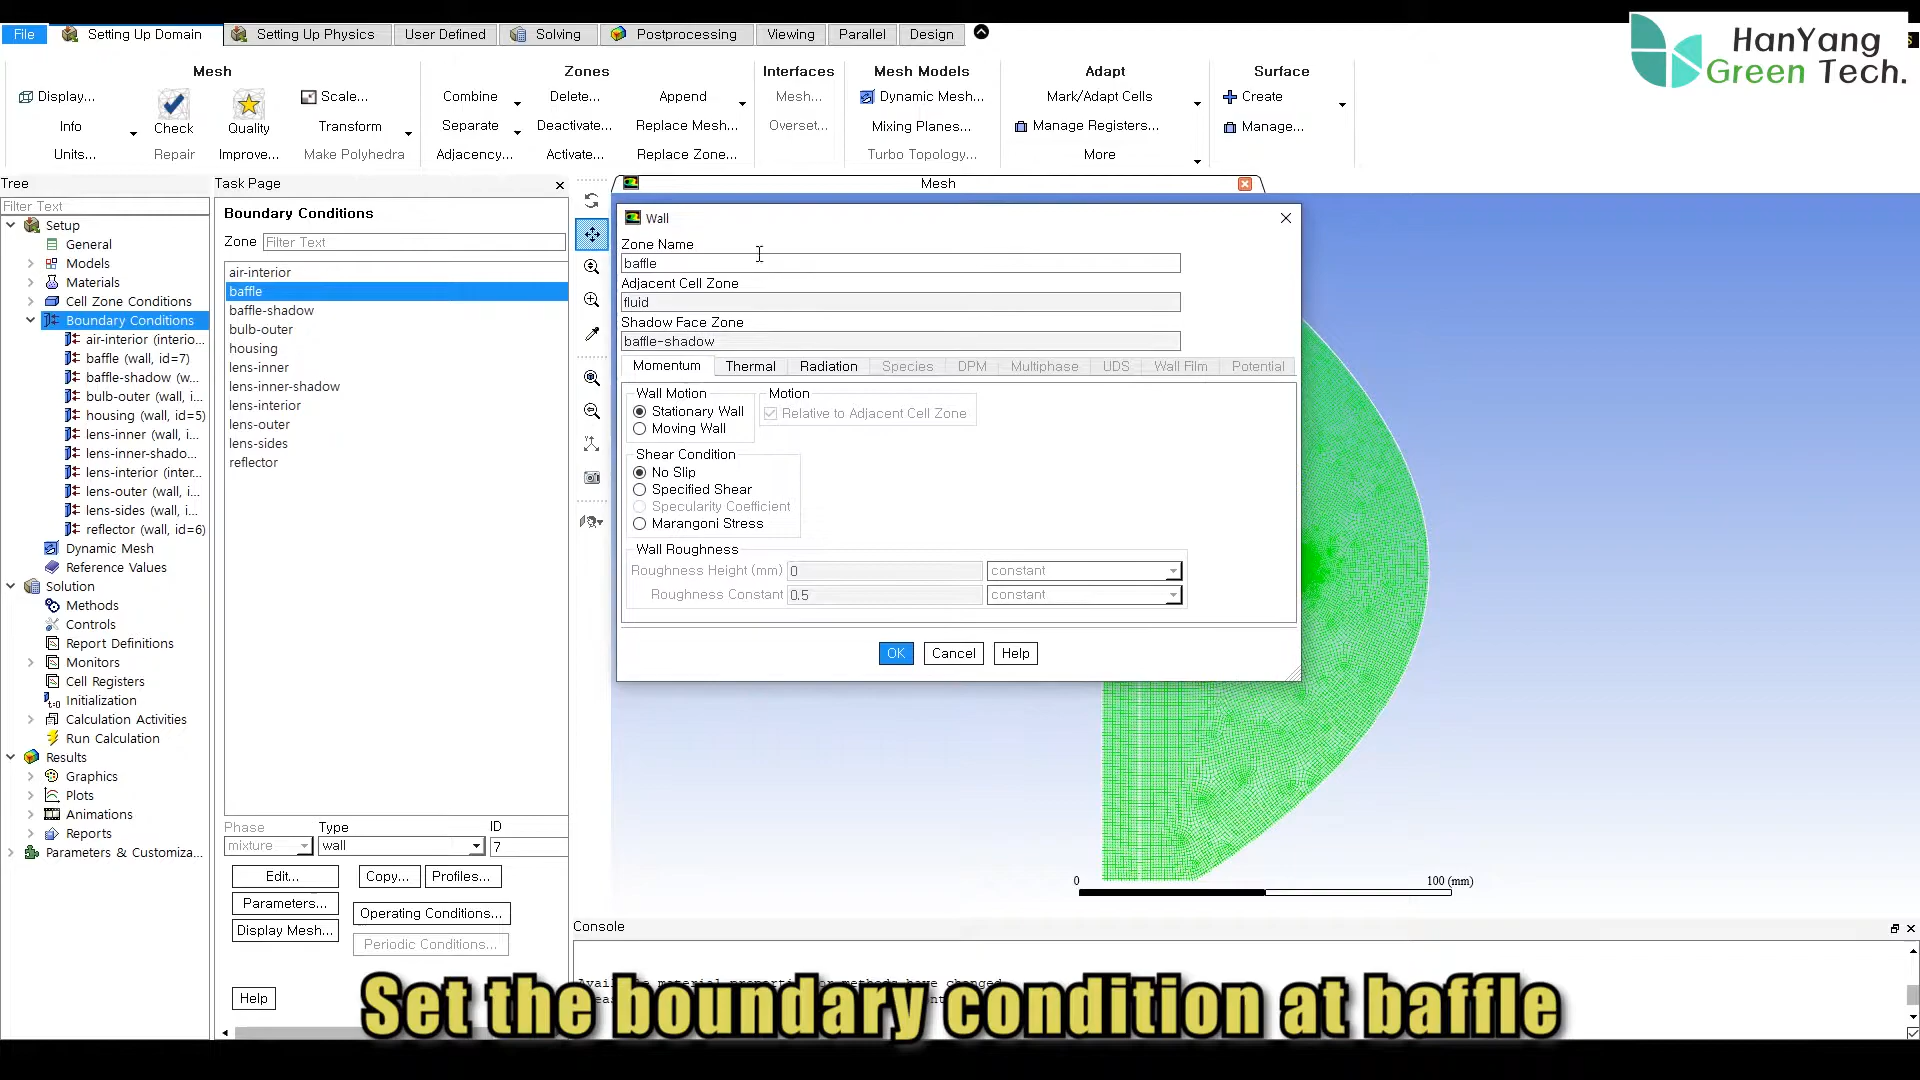 File
Setting Up Domain
Setting Up Physics
User Defined
Solving
Postprocessing
Viewing
Parallel
Design
HanYang
Green Tech.
Mesh
Zones
Interfaces
Mesh Models
Adapt
Surface
Display...
Scale...
Combine
Delete...
Append
Mesh...
Dynamic Mesh...
Mark/Adapt Cells
Create
Info
Check
Quality
Transform
Separate
Deactivate...
Replace Mesh...
Overset...
Mixing Planes...
Manage Registers...
Manage...
Units...
Repair
Improve...
Make Polyhedra
Adjacency...
Activate...
Replace Zone...
Turbo Topology...
More
Tree
Filter Text
Setup
General
Models
Materials
Cell Zone Conditions
Boundary Conditions
air-interior (interio...
baffle (wall, id=7)
baffle-shadow (w...
bulb-outer (wall, i...
housing (wall, id=5)
lens-inner (wall, i...
lens-inner-shado...
lens-interior (inter...
lens-outer (wall, i...
lens-sides (wall, i...
reflector (wall, id=6)
Dynamic Mesh
Reference Values
Solution
Methods
Controls
Report Definitions
Monitors
Cell Registers
Initialization
Calculation Activities
Run Calculation
Results
Graphics
Plots
Animations
Reports
Parameters & Customiza...
Task Page
Boundary Conditions
Zone Filter Text
air-interior
baffle
baffle-shadow
bulb-outer
housing
lens-inner
lens-inner-shadow
lens-interior
lens-outer
lens-sides
reflector
Phase Type ID
mixture wall 7
Edit... Copy... Profiles...
Parameters... Operating Conditions...
Display Mesh... Periodic Conditions...
Help
Mesh
Wall
Zone Name
baffle
Adjacent Cell Zone
fluid
Shadow Face Zone
baffle-shadow
Momentum Thermal Radiation Species DPM Multiphase UDS Wall Film Potential
Wall Motion Motion
Stationary Wall Relative to Adjacent Cell Zone
Moving Wall
Shear Condition
No Slip
Specified Shear
Specularity Coefficient
Marangoni Stress
Wall Roughness
Roughness Height (mm) 0 constant
Roughness Constant 0.5 constant
OK Cancel Help
0 100 (mm)
Console
Set the boundary condition at baffle